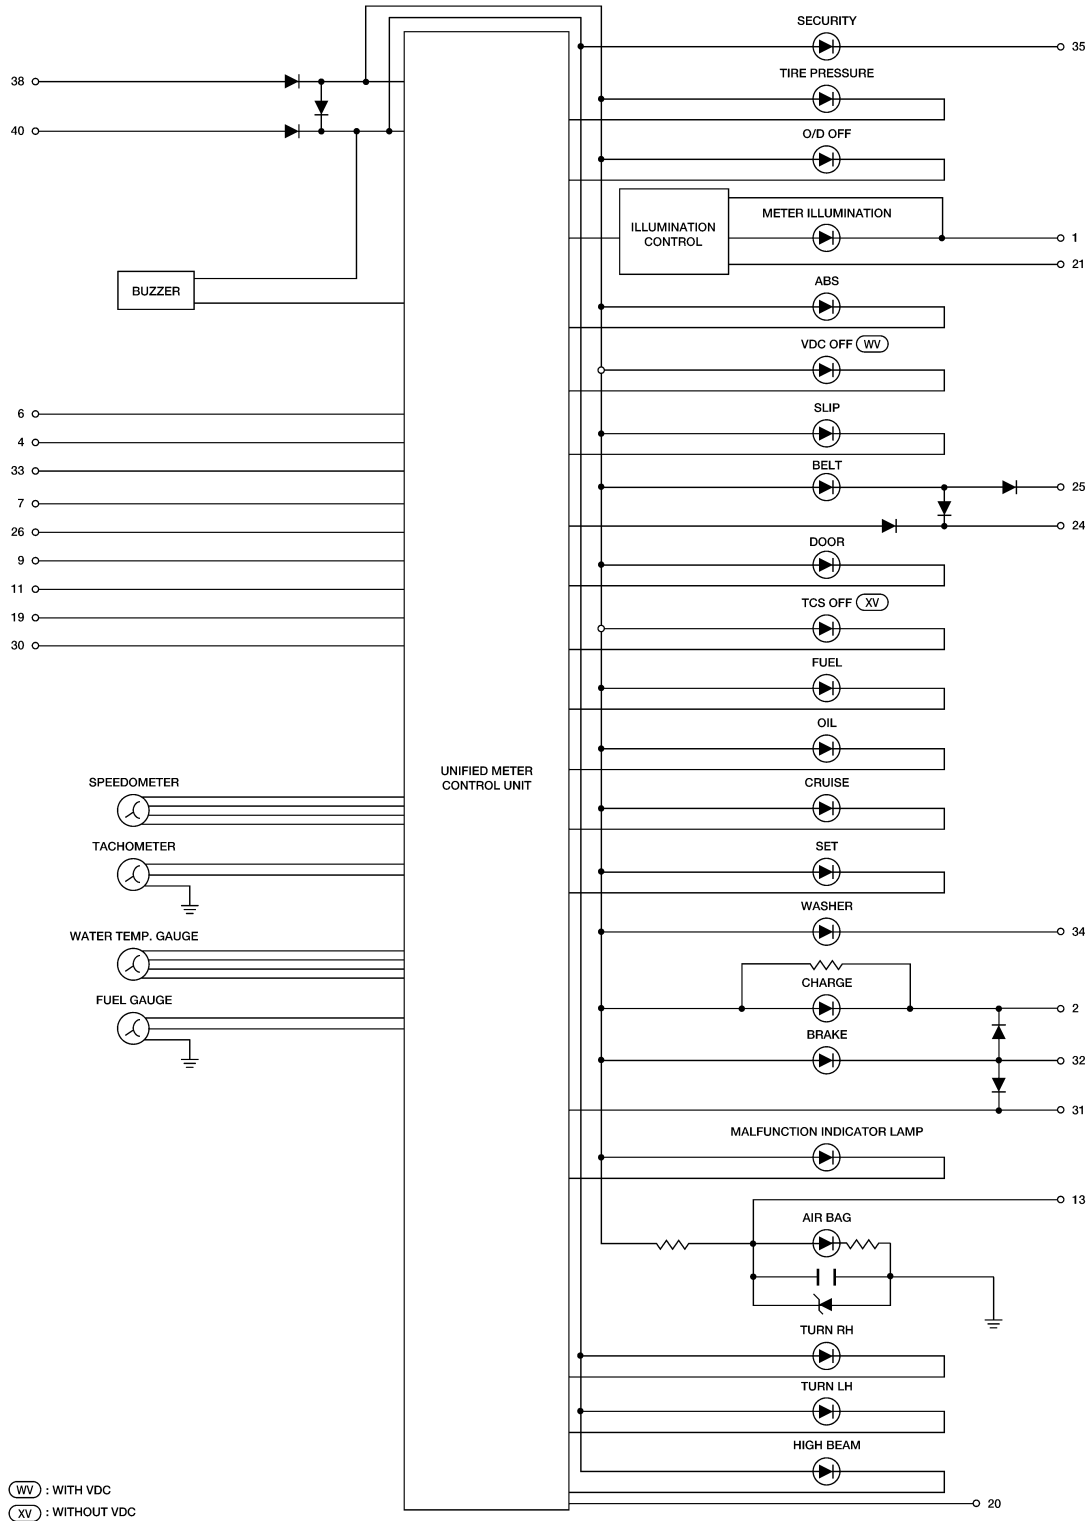 SECURITY
35
TIRE PRESSURE
38
40
O/D OFF
METER ILLUMINATION
ILLUMINATION
CONTROL
1
21
BUZZER
ABS
VDC OFF WV
SLIP
6
4
33
7
26
9
11
19
30
BELT
25
24
DOOR
TCS OFF XV
FUEL
OIL
UNIFIED METER
CONTROL UNIT
SPEEDOMETER
CRUISE
TACHOMETER
SET
WASHER
34
WATER TEMP. GAUGE
CHARGE
2
FUEL GAUGE
BRAKE
32
31
MALFUNCTION INDICATOR LAMP
13
AIR BAG
TURN RH
TURN LH
HIGH BEAM
20
WV : WITH VDC
XV : WITHOUT VDC